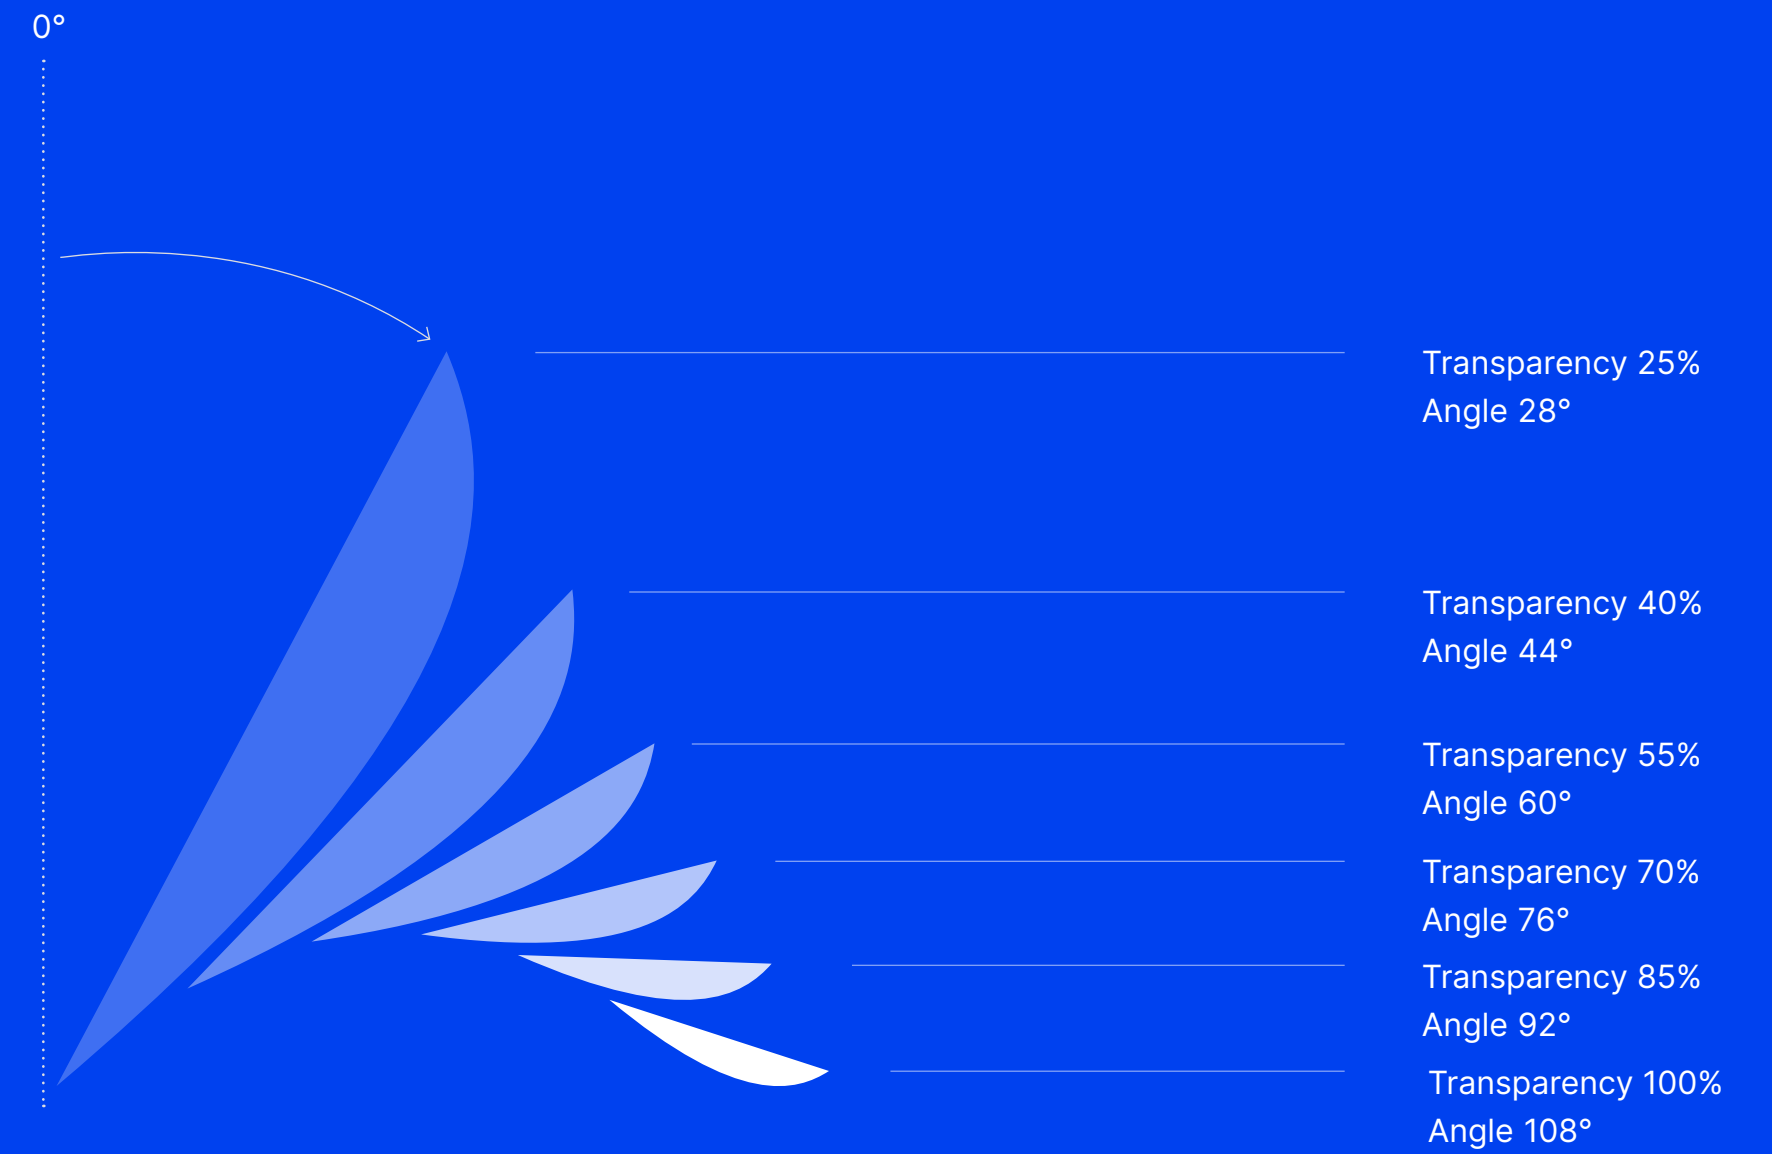 0°
Transparency 25%
Angle 28°
Transparency 40%
Angle 44°
Transparency 55%
Angle 60°
Transparency 70%
Angle 76°
Transparency 85%
Angle 92°
Transparency 100%
Angle 108°